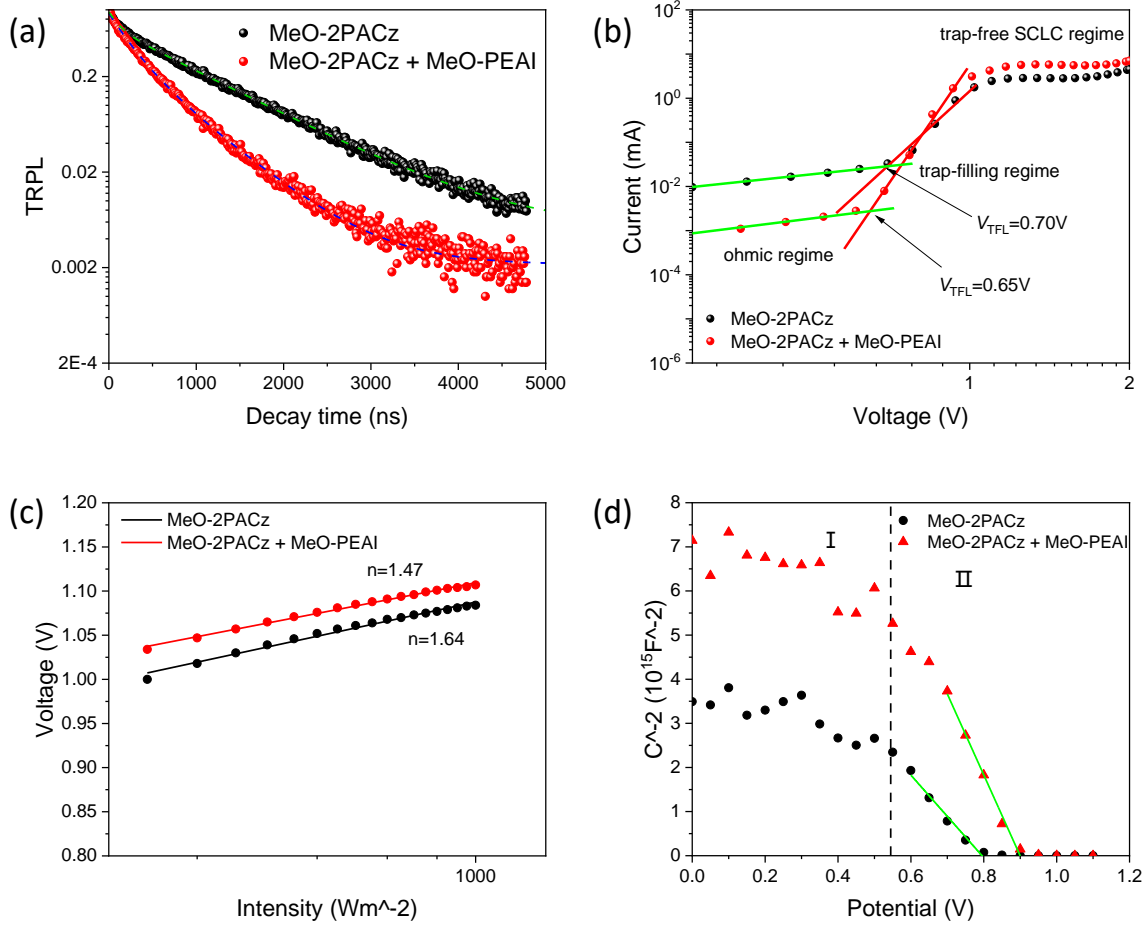 (a)
MeO-2PACz
MeO-2PACz + MeO-PEAI
0.2
0.02
0.002
2E-4
TRPL
0
1000
2000
3000
4000
5000
Decay time (ns)
(b)
trap-free SCLC regime
trap-filling regime
V_TFL=0.70V
ohmic regime
V_TFL=0.65V
MeO-2PACz
MeO-2PACz + MeO-PEAI
10^2
10^0
10^-2
10^-4
10^-6
Current (mA)
1
2
Voltage (V)
(c)
MeO-2PACz
MeO-2PACz + MeO-PEAI
n=1.47
n=1.64
1.20
1.15
1.10
1.05
1.00
0.95
0.90
0.80
Voltage (V)
1000
Intensity (Wm^-2)
(d)
MeO-2PACz
MeO-2PACz + MeO-PEAI
I
II
8
7
6
5
4
3
2
1
0
C^-2 (10^15F^-2)
0.0
0.2
0.4
0.6
0.8
1.0
1.2
Potential (V)